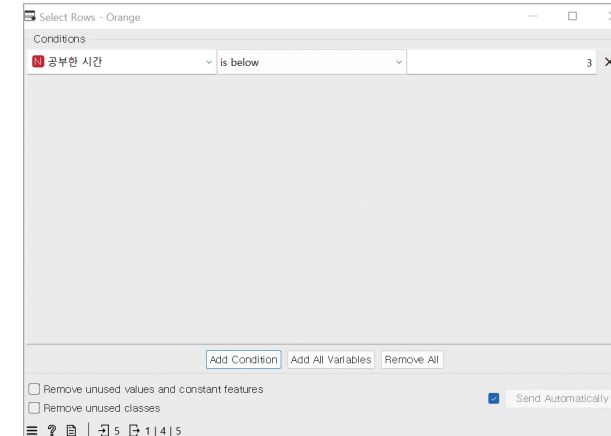 Select Rows - Orange
Conditions
N 공부한 시간 is below 3
Add Condition Add All Variables Remove All
Remove unused values and constant features
Remove unused classes
Send Automatically
? 5 1|4|5